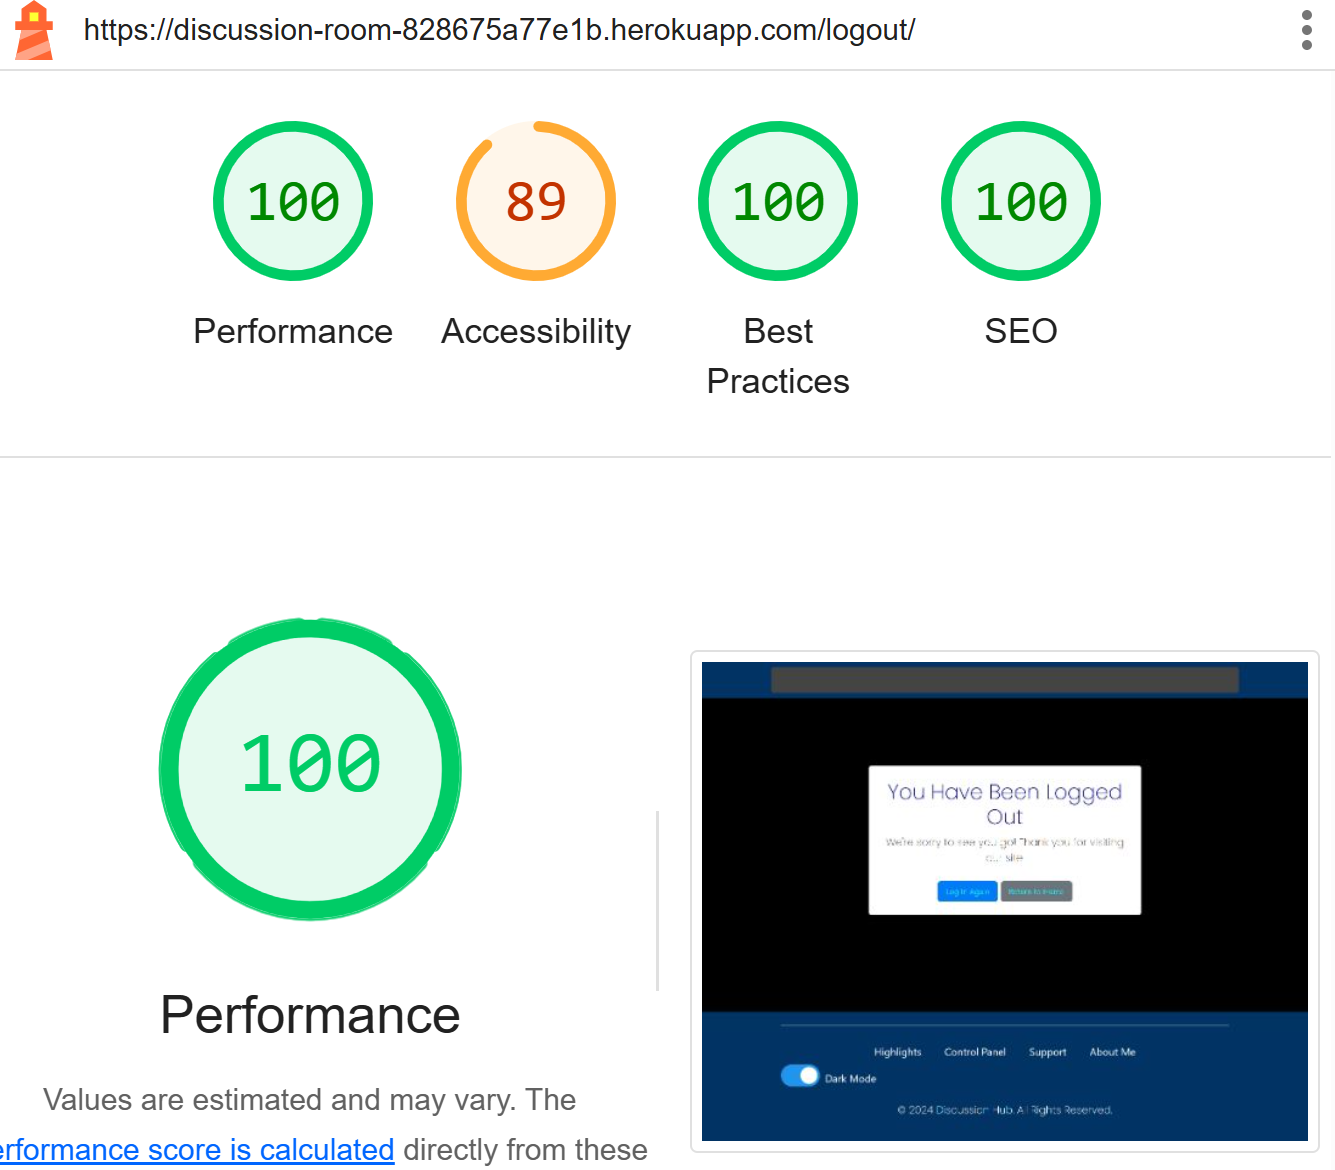 https://discussion-room-828675a77e1b.herokuapp.com/logout/
100
89
100
100
Performance
Accessibility
Best
Practices
SEO
100
Performance
Values are estimated and may vary. The
erformance score is calculated directly from these
You Have Been Logged
Out
We're sorry to see you go! Thank you for visiting
our site
Log In Again
Return to Home
Highlights
Control Panel
Support
About Me
Dark Mode
© 2024 Discussion Hub. All Rights Reserved.